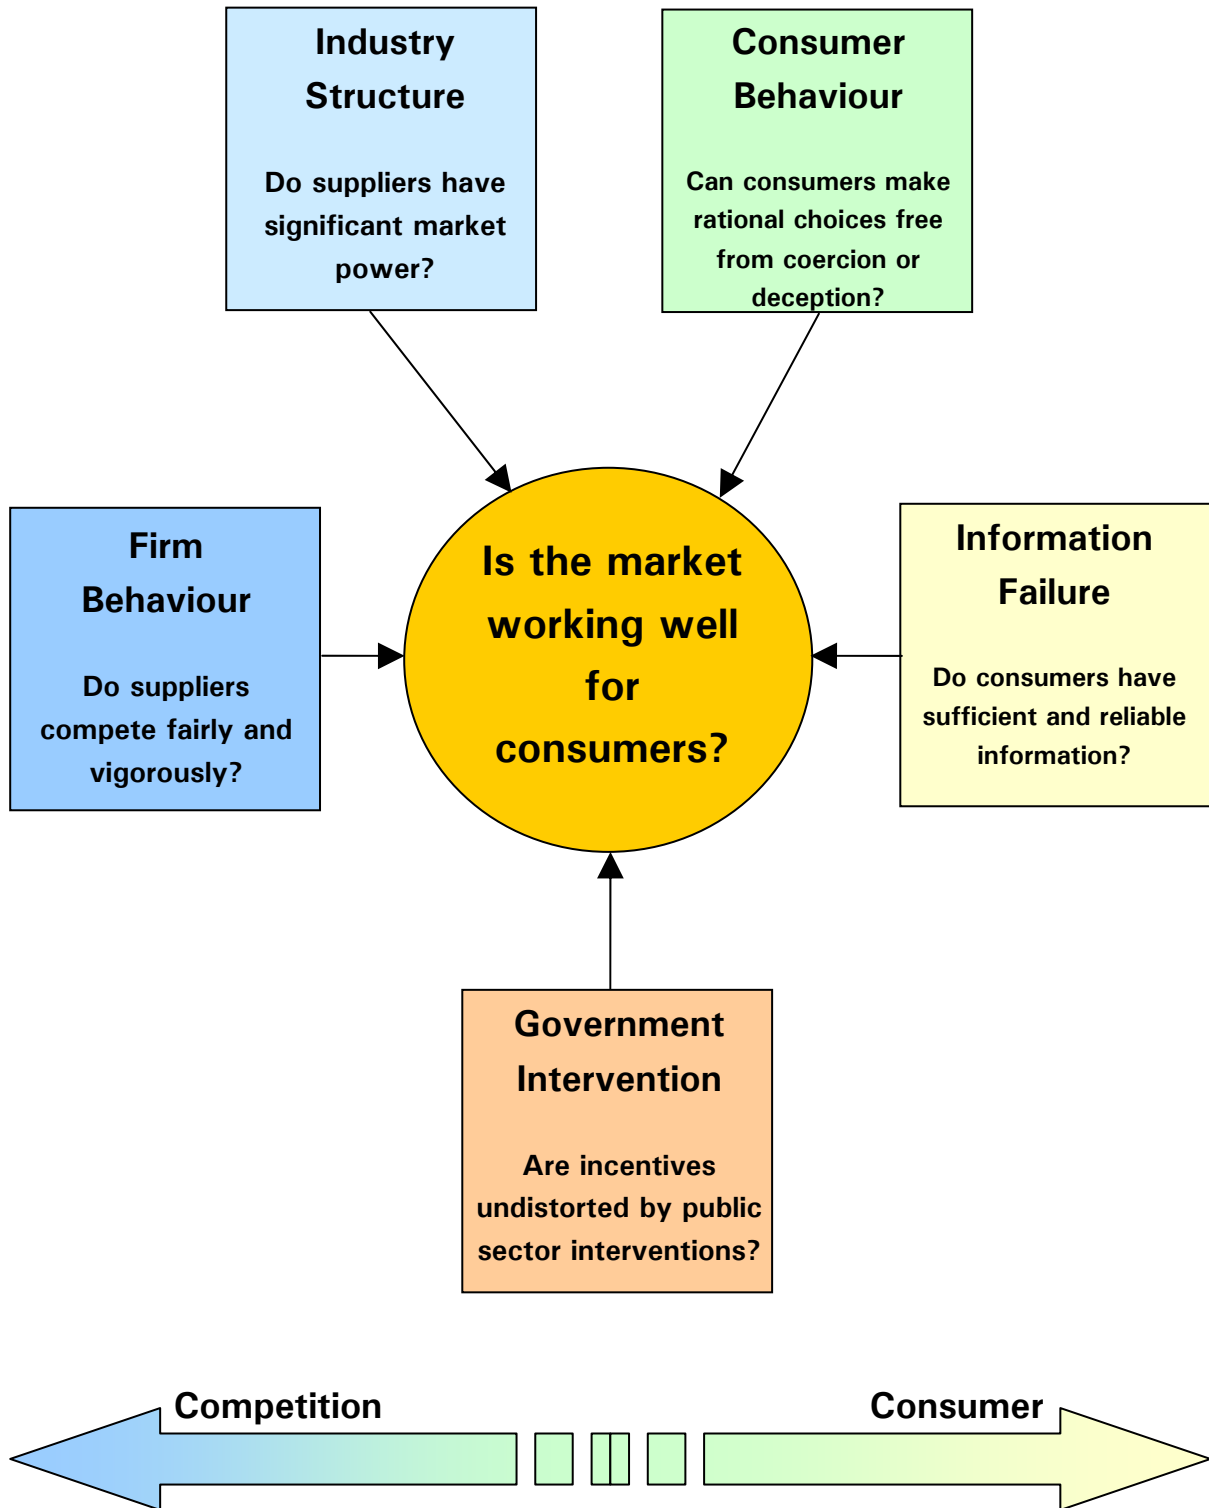 Industry
Structure
Do suppliers have
significant market
power?
Consumer
Behaviour
Can consumers make
rational choices free
from coercion or
deception?
Firm
Behaviour
Do suppliers
compete fairly and
vigorously?
Is the market
working well
for
consumers?
Information
Failure
Do consumers have
sufficient and reliable
information?
Government
Intervention
Are incentives
undistorted by public
sector interventions?
Competition
Consumer